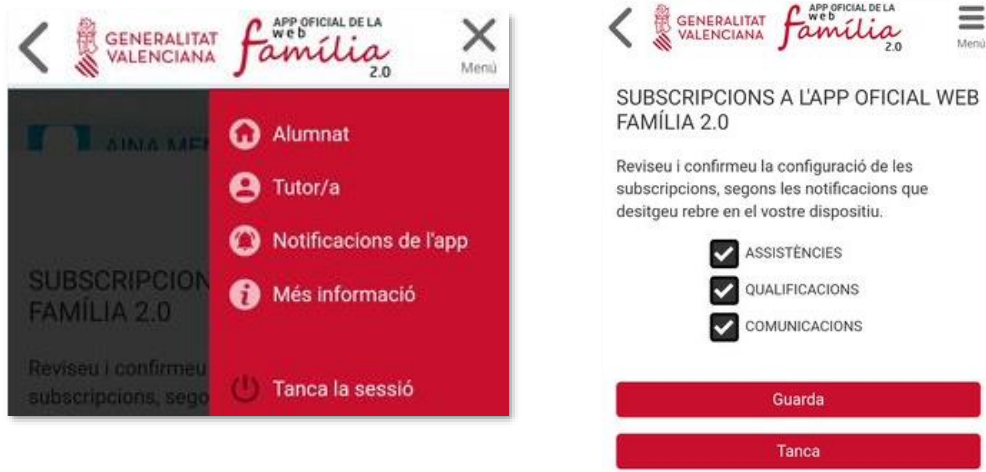 GENERALITAT
VALENCIANA
APP OFICIAL DE LA
web
família
2.0
Menú
AINA MEN
Alumnat
Tutor/a
Notificacions de l'app
Més informació
SUBSCRIPCION
FAMÍLIA 2.0
Reviseu i confirmeu
subscripcions, sego
Tanca la sessió
GENERALITAT
VALENCIANA
APP OFICIAL DE LA
web
família
2.0
Menú
SUBSCRIPCIONS A L'APP OFICIAL WEB
FAMÍLIA 2.0
Reviseu i confirmeu la configuració de les
subscripcions, segons les notificacions que
desitgeu rebre en el vostre dispositiu.
ASSISTÈNCIES
QUALIFICACIONS
COMUNICACIONS
Guarda
Tanca